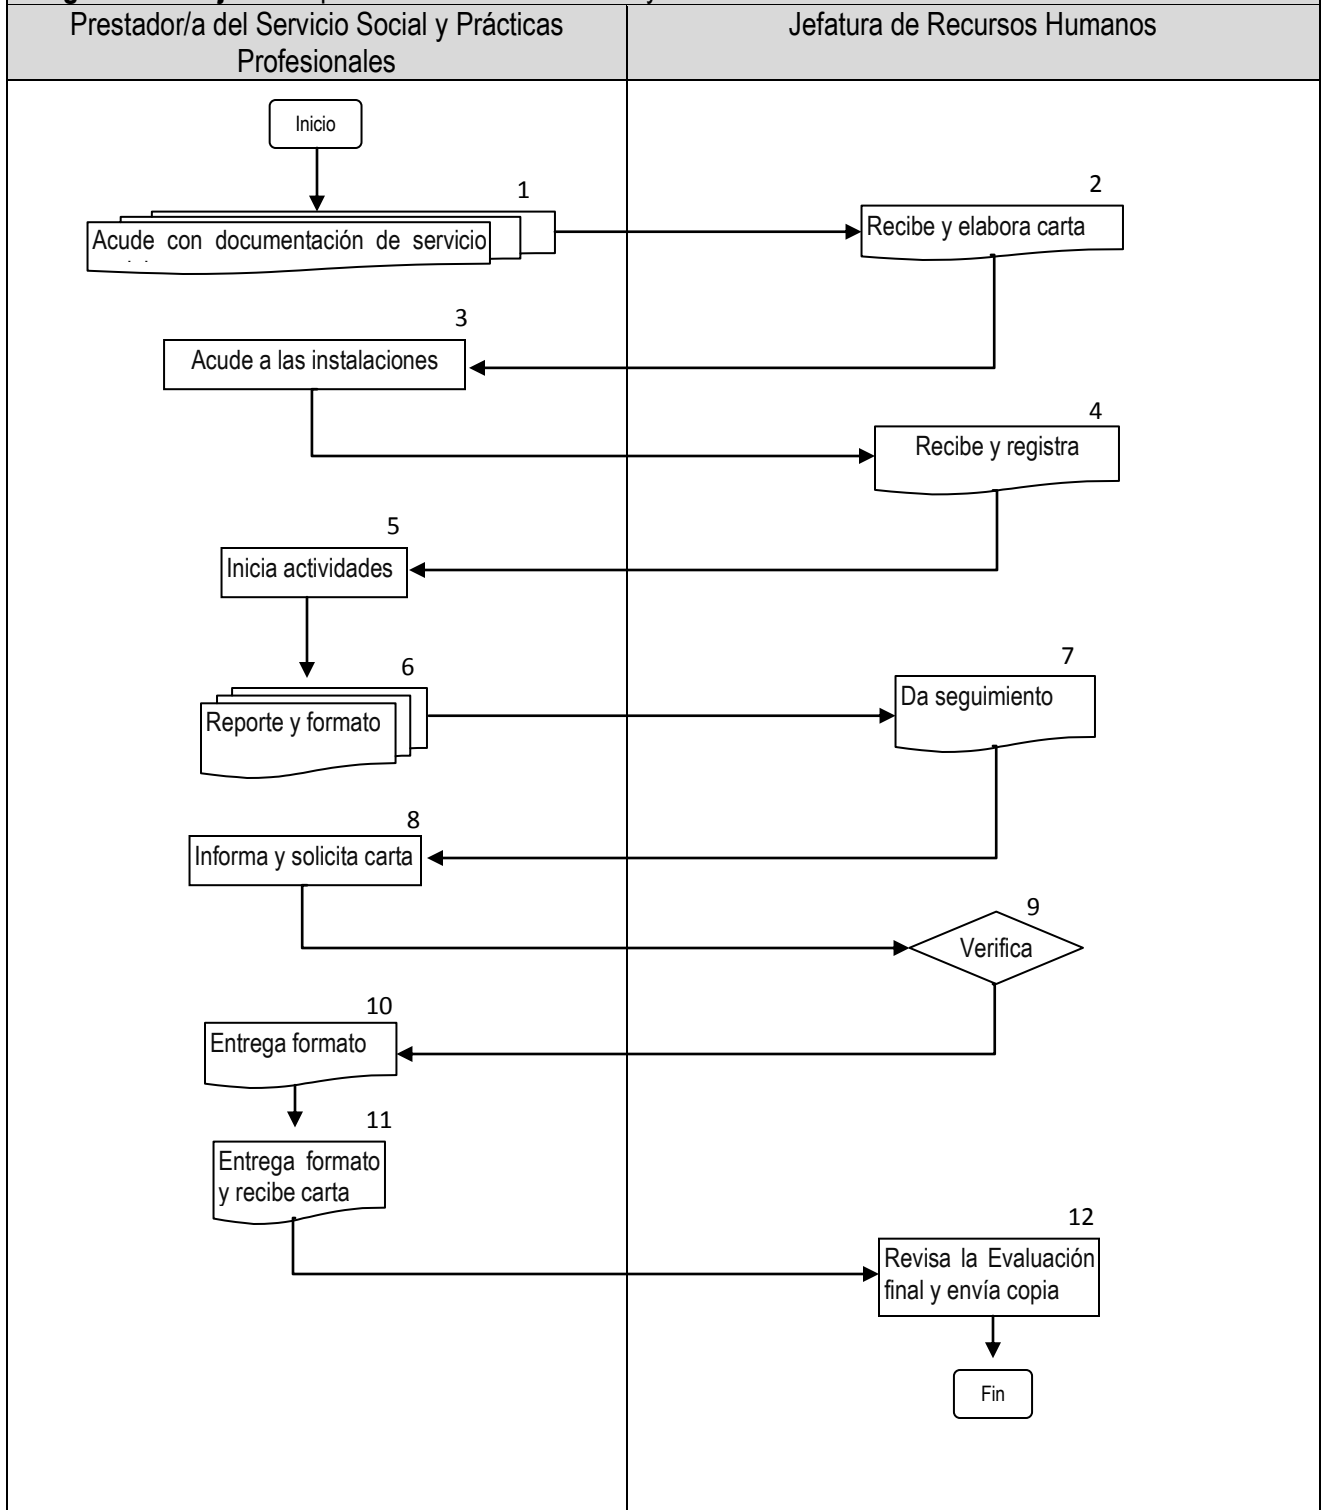 Prestador/a del Servicio Social y Prácticas
Profesionales
Jefatura de Recursos Humanos
Inicio
1
Acude con documentación de servicio
2
Recibe y elabora carta
3
Acude a las instalaciones
4
Recibe y registra
5
Inicia actividades
6
Reporte y formato
7
Da seguimiento
8
Informa y solicita carta
9
Verifica
10
Entrega formato
11
Entrega formato
y recibe carta
12
Revisa la Evaluación
final y envía copia
Fin